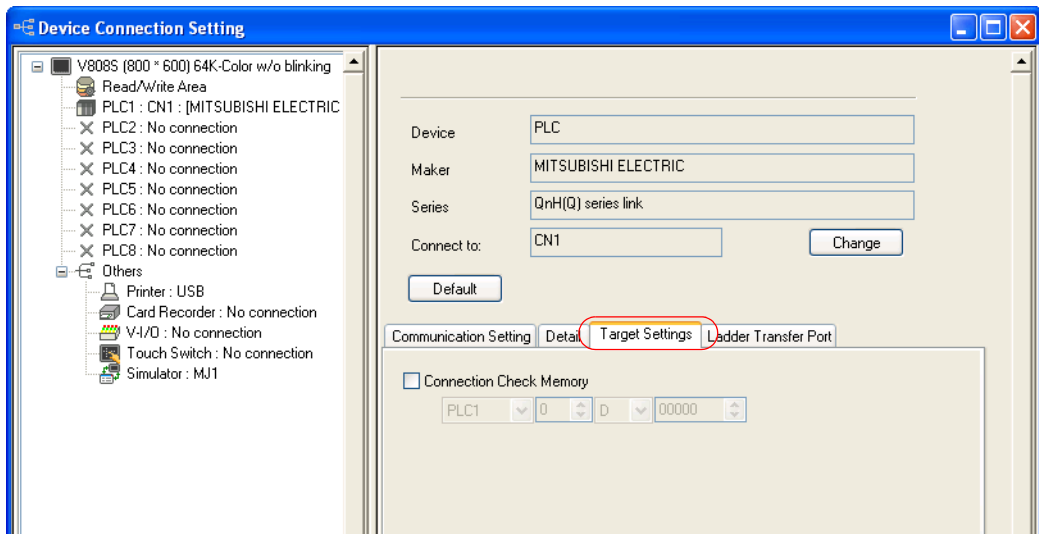 Device Connection Setting
V808S (800 * 600) 64K-Color w/o blinking
Read/Write Area
PLC1 : CN1 : [MITSUBISHI ELECTRIC
PLC2 : No connection
PLC3 : No connection
PLC4 : No connection
PLC5 : No connection
PLC6 : No connection
PLC7 : No connection
PLC8 : No connection
Others
Printer : USB
Card Recorder : No connection
V-I/O : No connection
Touch Switch : No connection
Simulator : MJ1
Device PLC
Maker MITSUBISHI ELECTRIC
Series QnH(Q) series link
Connect to: CN1 Change
Default
Communication Setting Detail Target Settings Ladder Transfer Port
Connection Check Memory
PLC1 0 D 00000